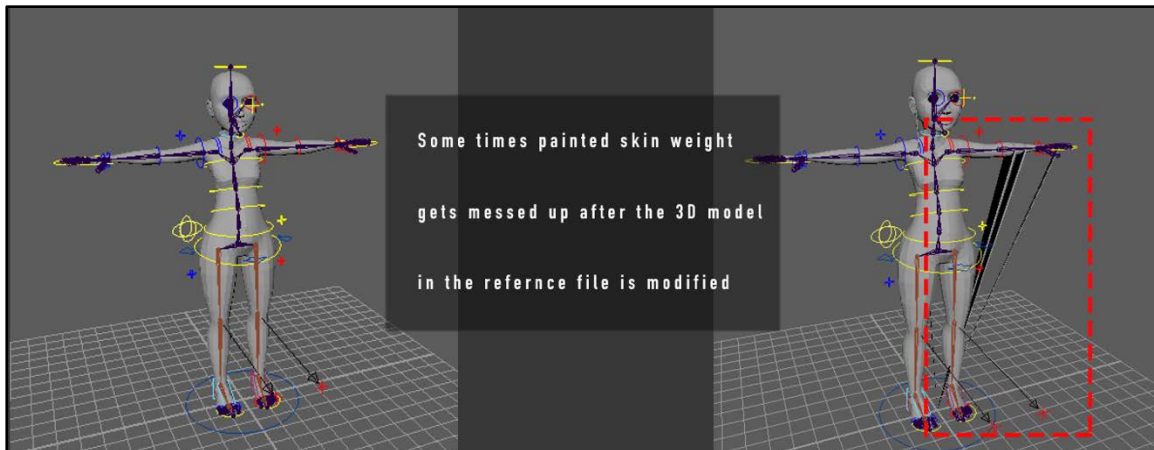 Some times painted skin weight
gets messed up after the 3D model
in the refernce file is modified